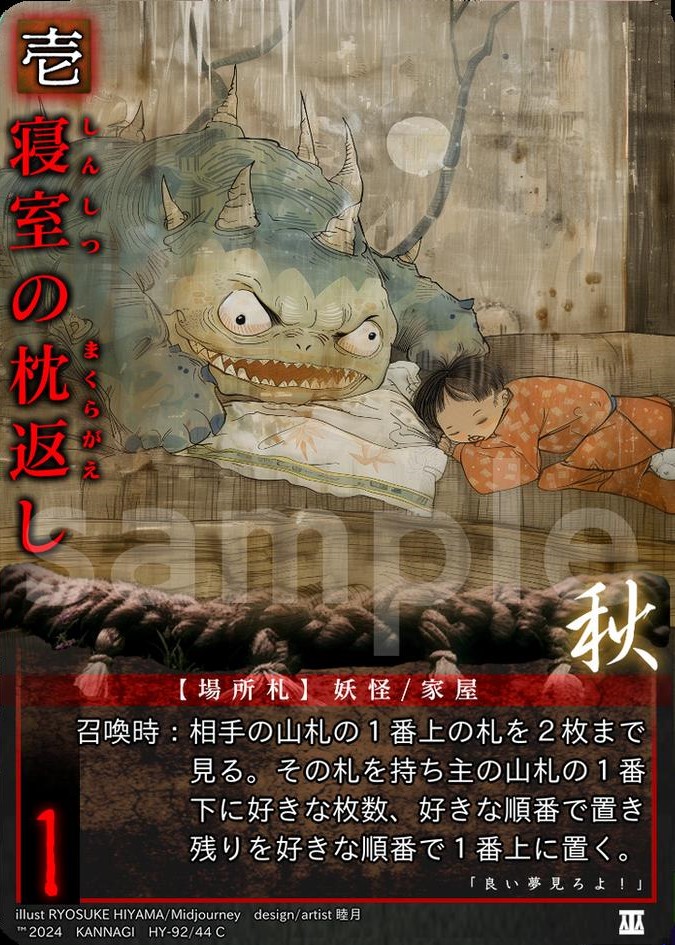 壱
寝室の枕返し
しんしつ
まくらがえ
sample
秋
【場所札】妖怪/家屋
召喚時：相手の山札の１番上の札を２枚まで
見る。その札を持ち主の山札の１番
下に好きな枚数、好きな順番で置き
残りを好きな順番で１番上に置く。
1
「良い夢見ろよ！」
illust RYOSUKE HIYAMA/Midjourney design/artist 睦月
™2024 KANNAGI HY-92/44 C